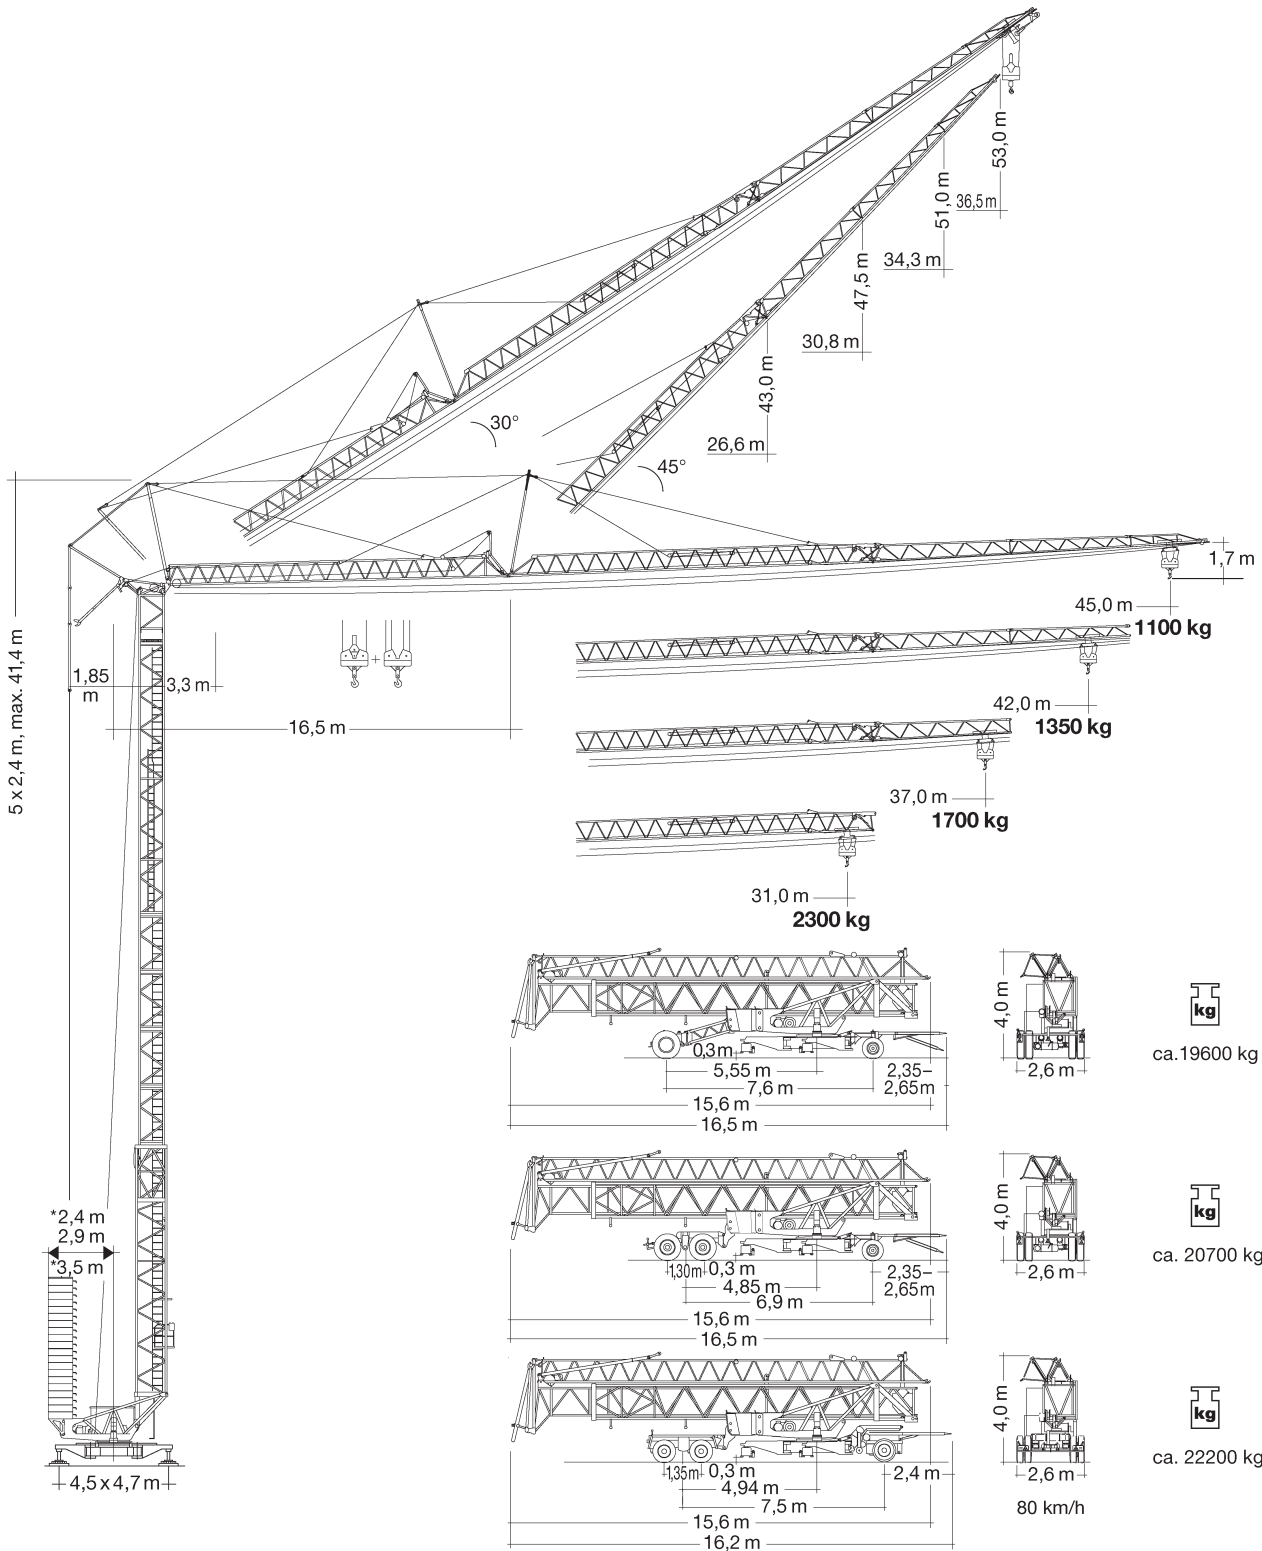 53,0 m
36,5 m
51,0 m
34,3 m
47,5 m
30,8 m
43,0 m
26,6 m
30°
45°
1,7 m
45,0 m
1100 kg
5 x 2,4 m, max. 41,4 m
1,85
m
3,3 m
+
16,5 m
42,0 m
1350 kg
37,0 m
1700 kg
31,0 m
2300 kg
0,3m
5,55 m
2,35–
2,65m
7,6 m
15,6 m
16,5 m
4,0 m
2,6 m
kg
ca.19600 kg
*2,4 m
2,9 m
*3,5 m
1,30m
0,3 m
4,85 m
2,35–
2,65m
6,9 m
15,6 m
16,5 m
4,0 m
2,6 m
kg
ca. 20700 kg
4,5 x 4,7 m
1,35m
0,3 m
2,4 m
4,94 m
7,5 m
15,6 m
16,2 m
4,0 m
2,6 m
80 km/h
kg
ca. 22200 kg